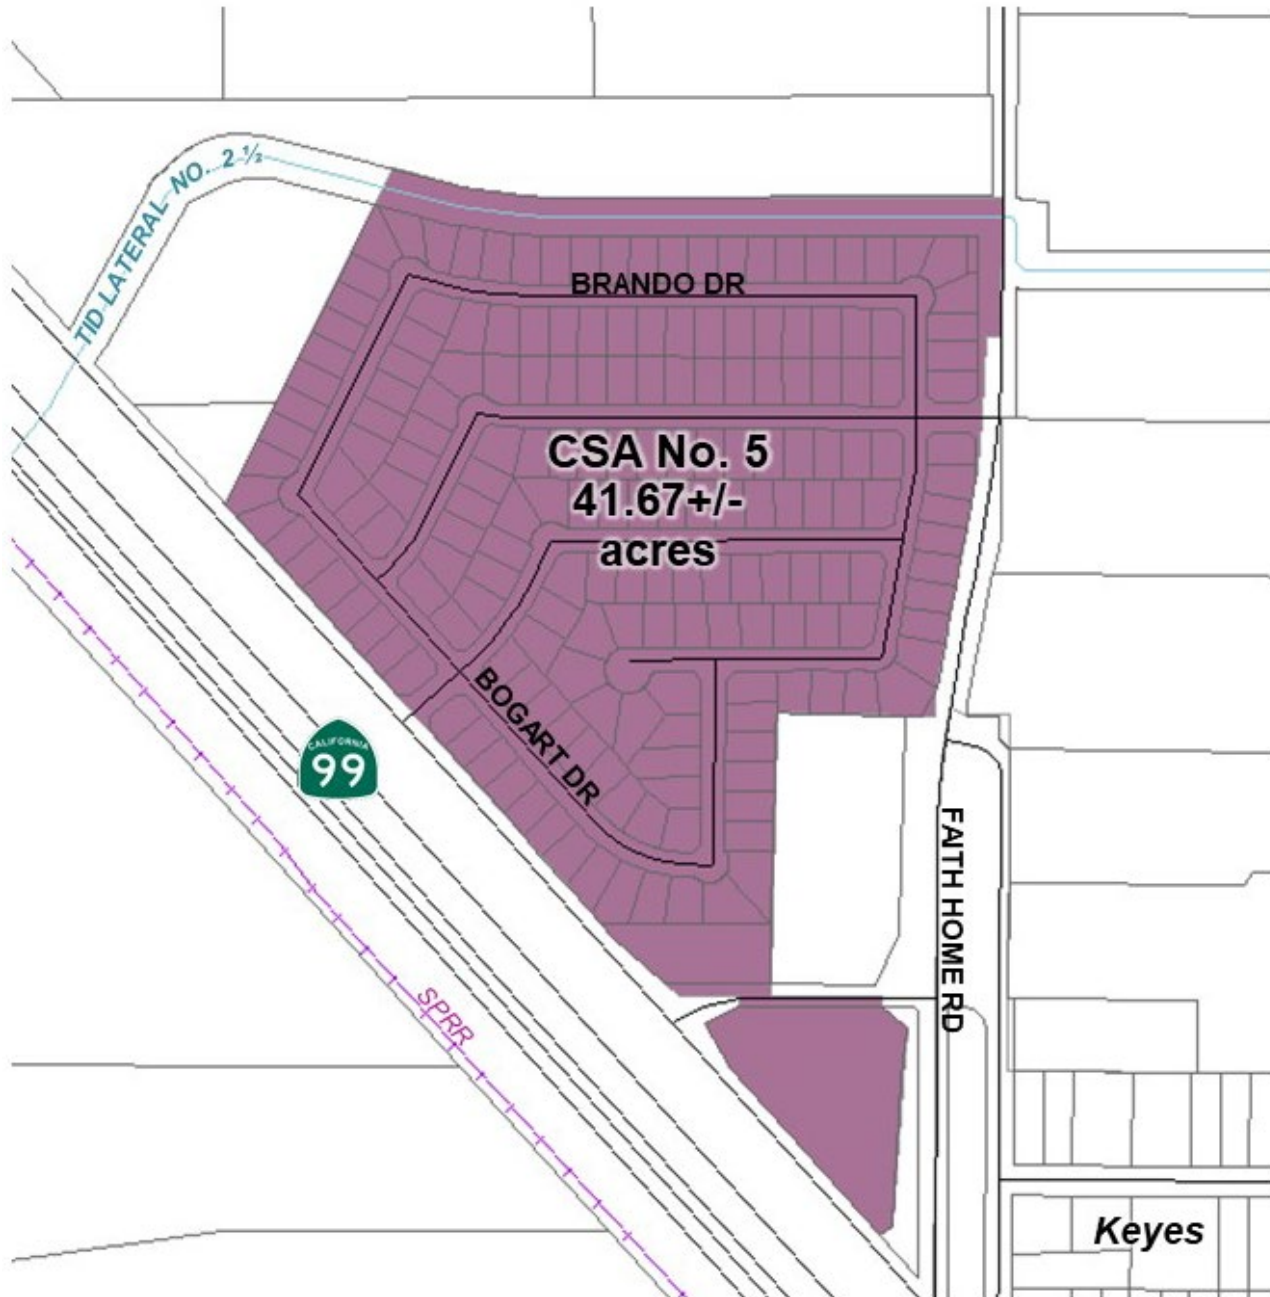 TID LATERAL NO. 2 ½
BRANDO DR
CSA No. 5
41.67+/-
acres
BOGART DR
CALIFORNIA
99
FAITH HOME RD
SPRR
Keyes